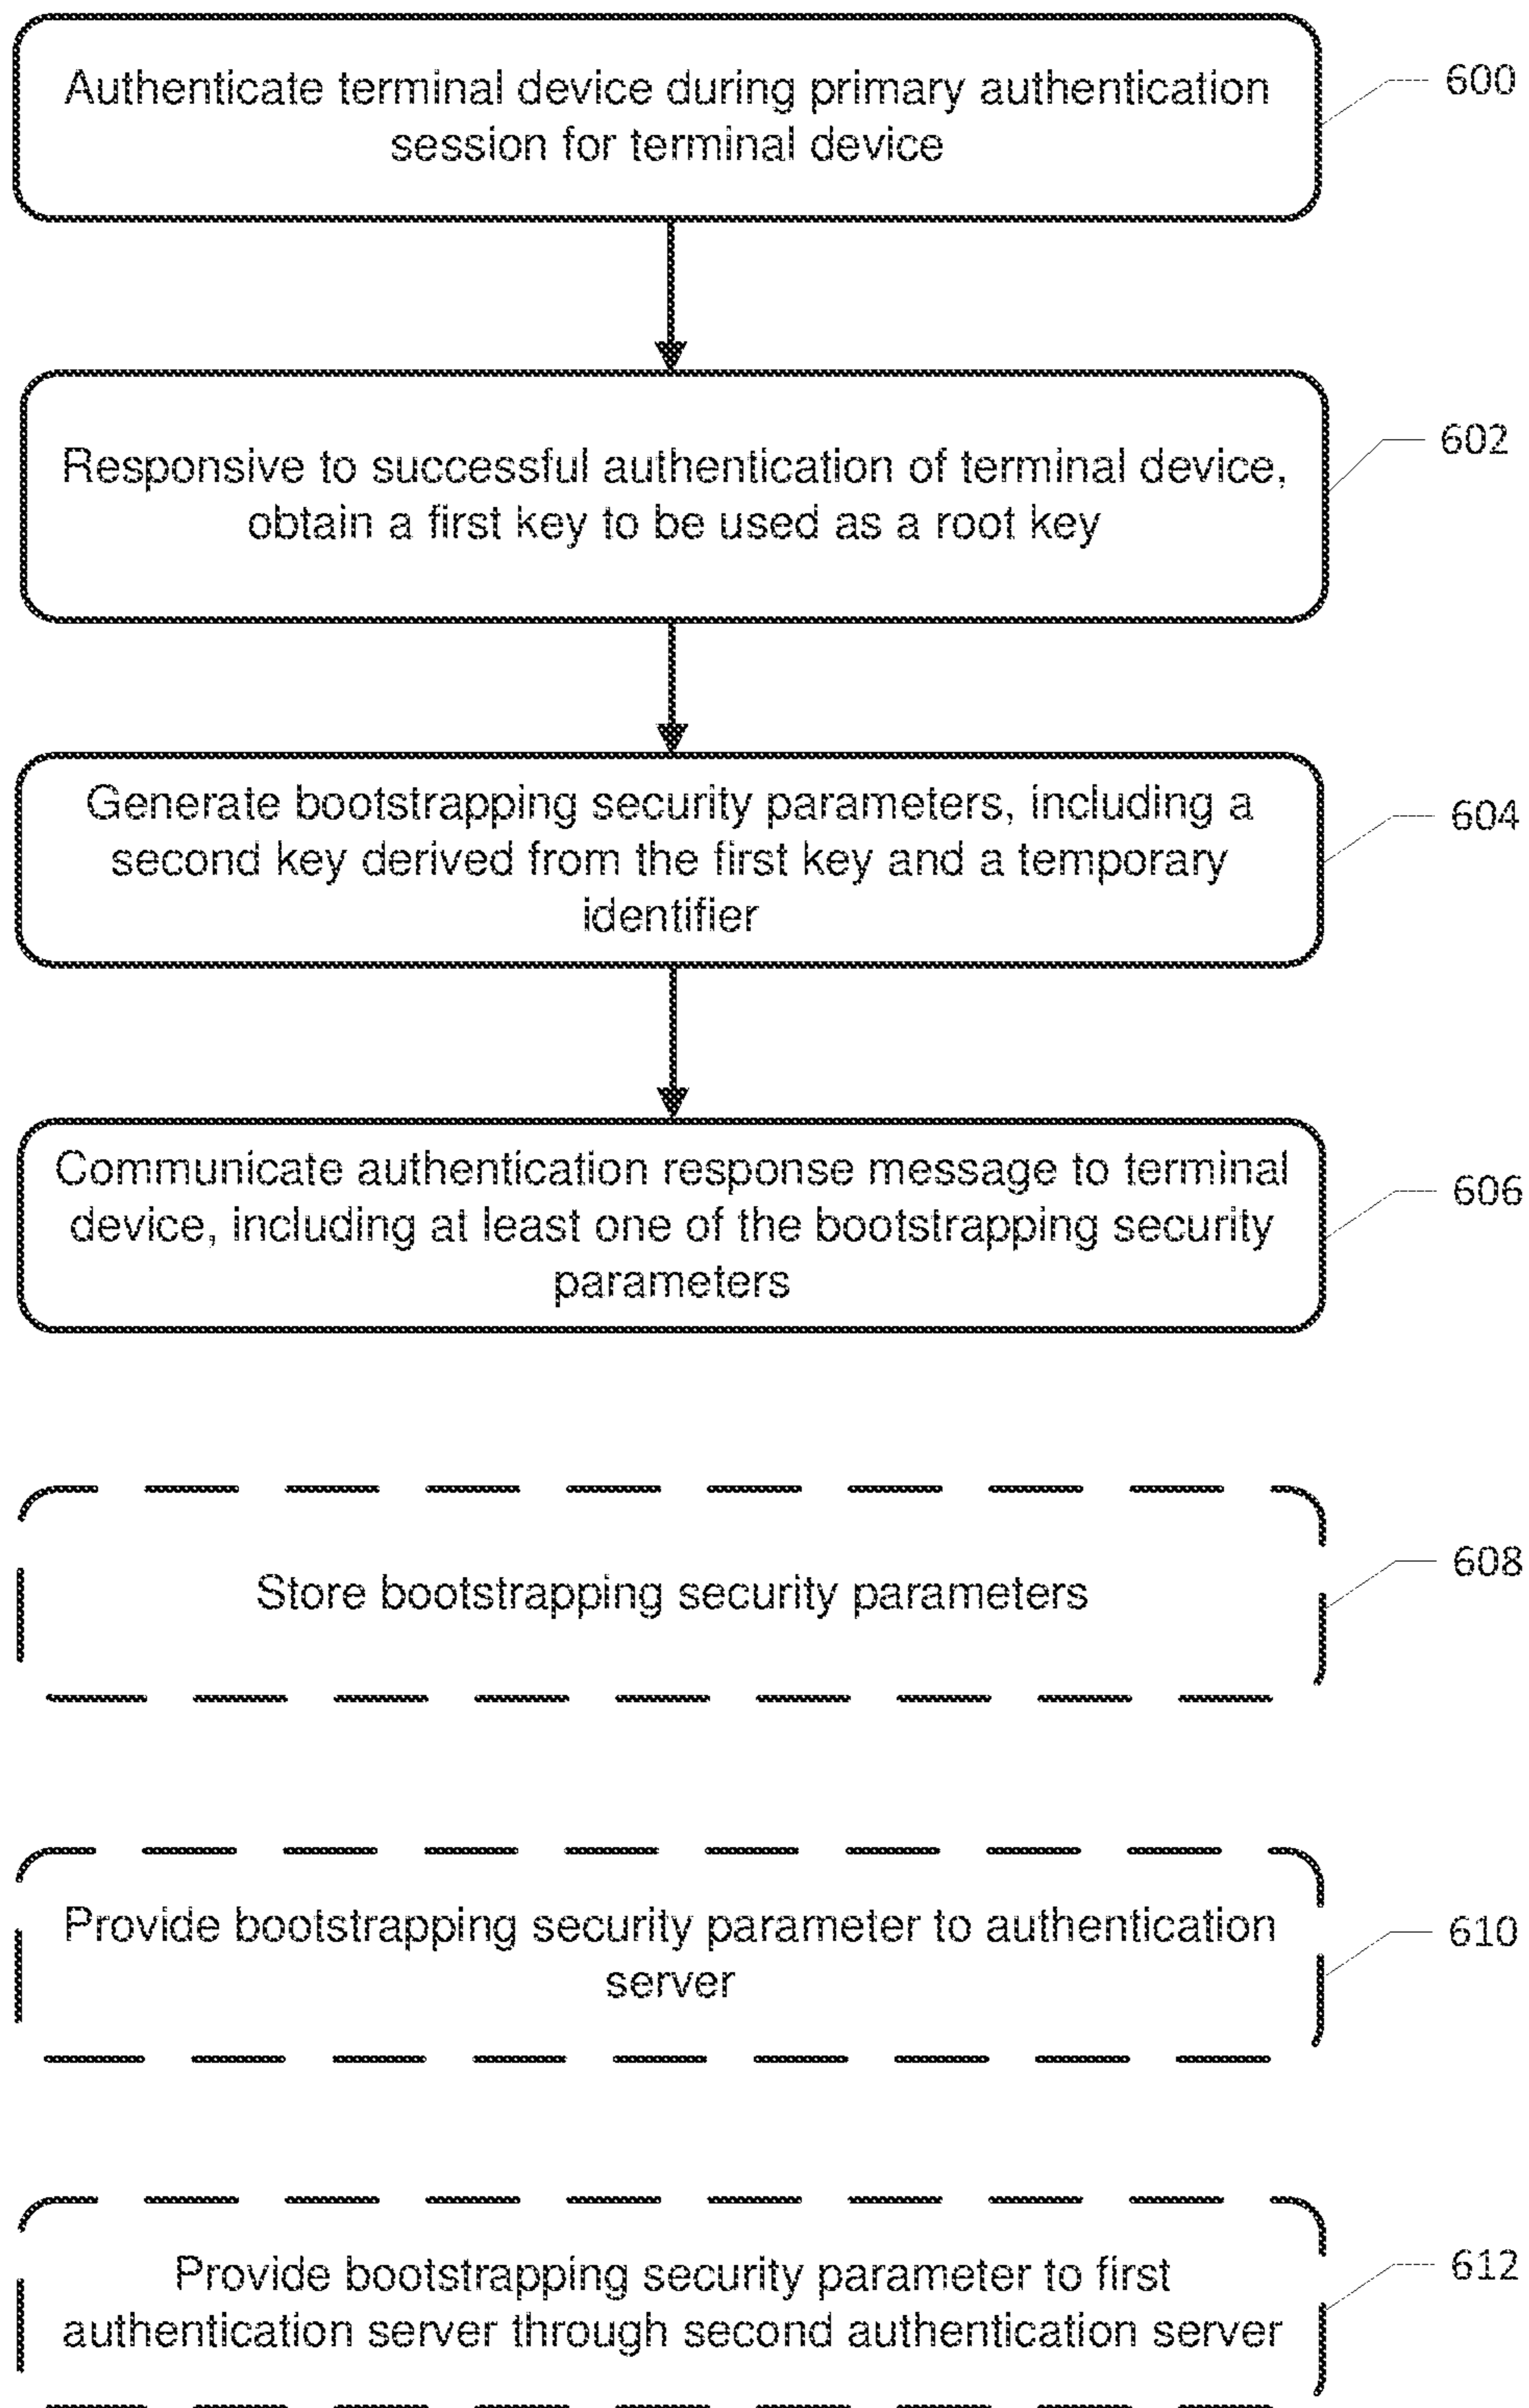 Authenticate terminal device during primary authentication
session for terminal device
600
Responsive to successful authentication of terminal device,
obtain a first key to be used as a root key
602
Generate bootstrapping security parameters, including a
second key derived from the first key and a temporary
identifier
604
Communicate authentication response message to terminal
device, including at least one of the bootstrapping security
parameters
606
Store bootstrapping security parameters
608
Provide bootstrapping security parameter to authentication
server
610
Provide bootstrapping security parameter to first
authentication server through second authentication server
612